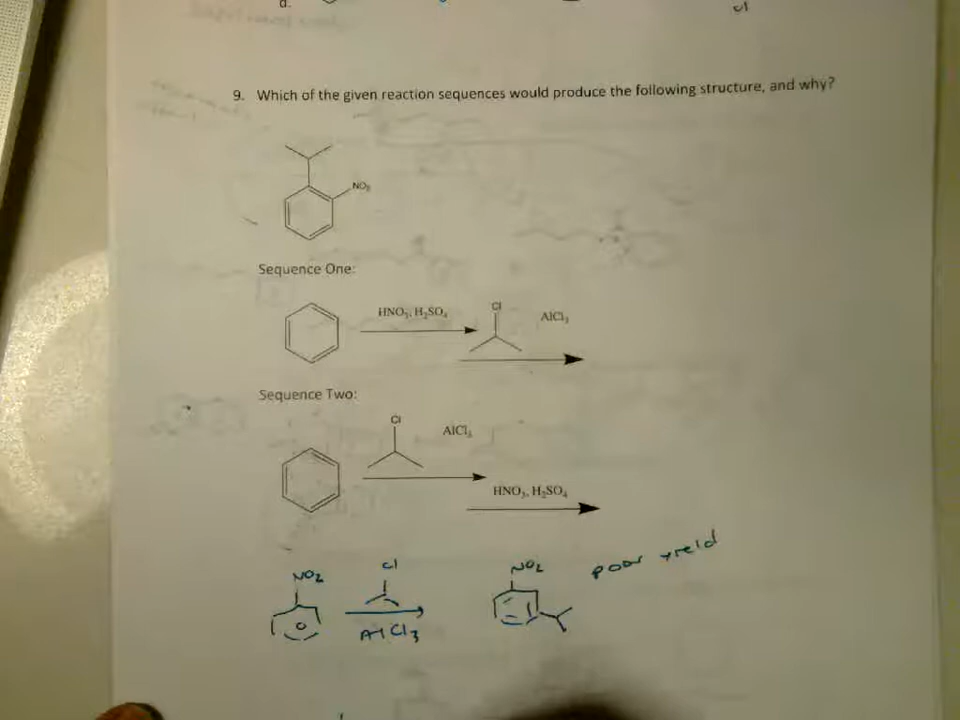 d.
cl
9. Which of the given reaction sequences would produce the following structure, and why?
NO₂
Sequence One:
HNO₃, H₂SO₄
Cl
AlCl₃
Sequence Two:
Cl
AlCl₃
HNO₃, H₂SO₄
NO₂
cl
AlCl₃
NO₂
poor yield